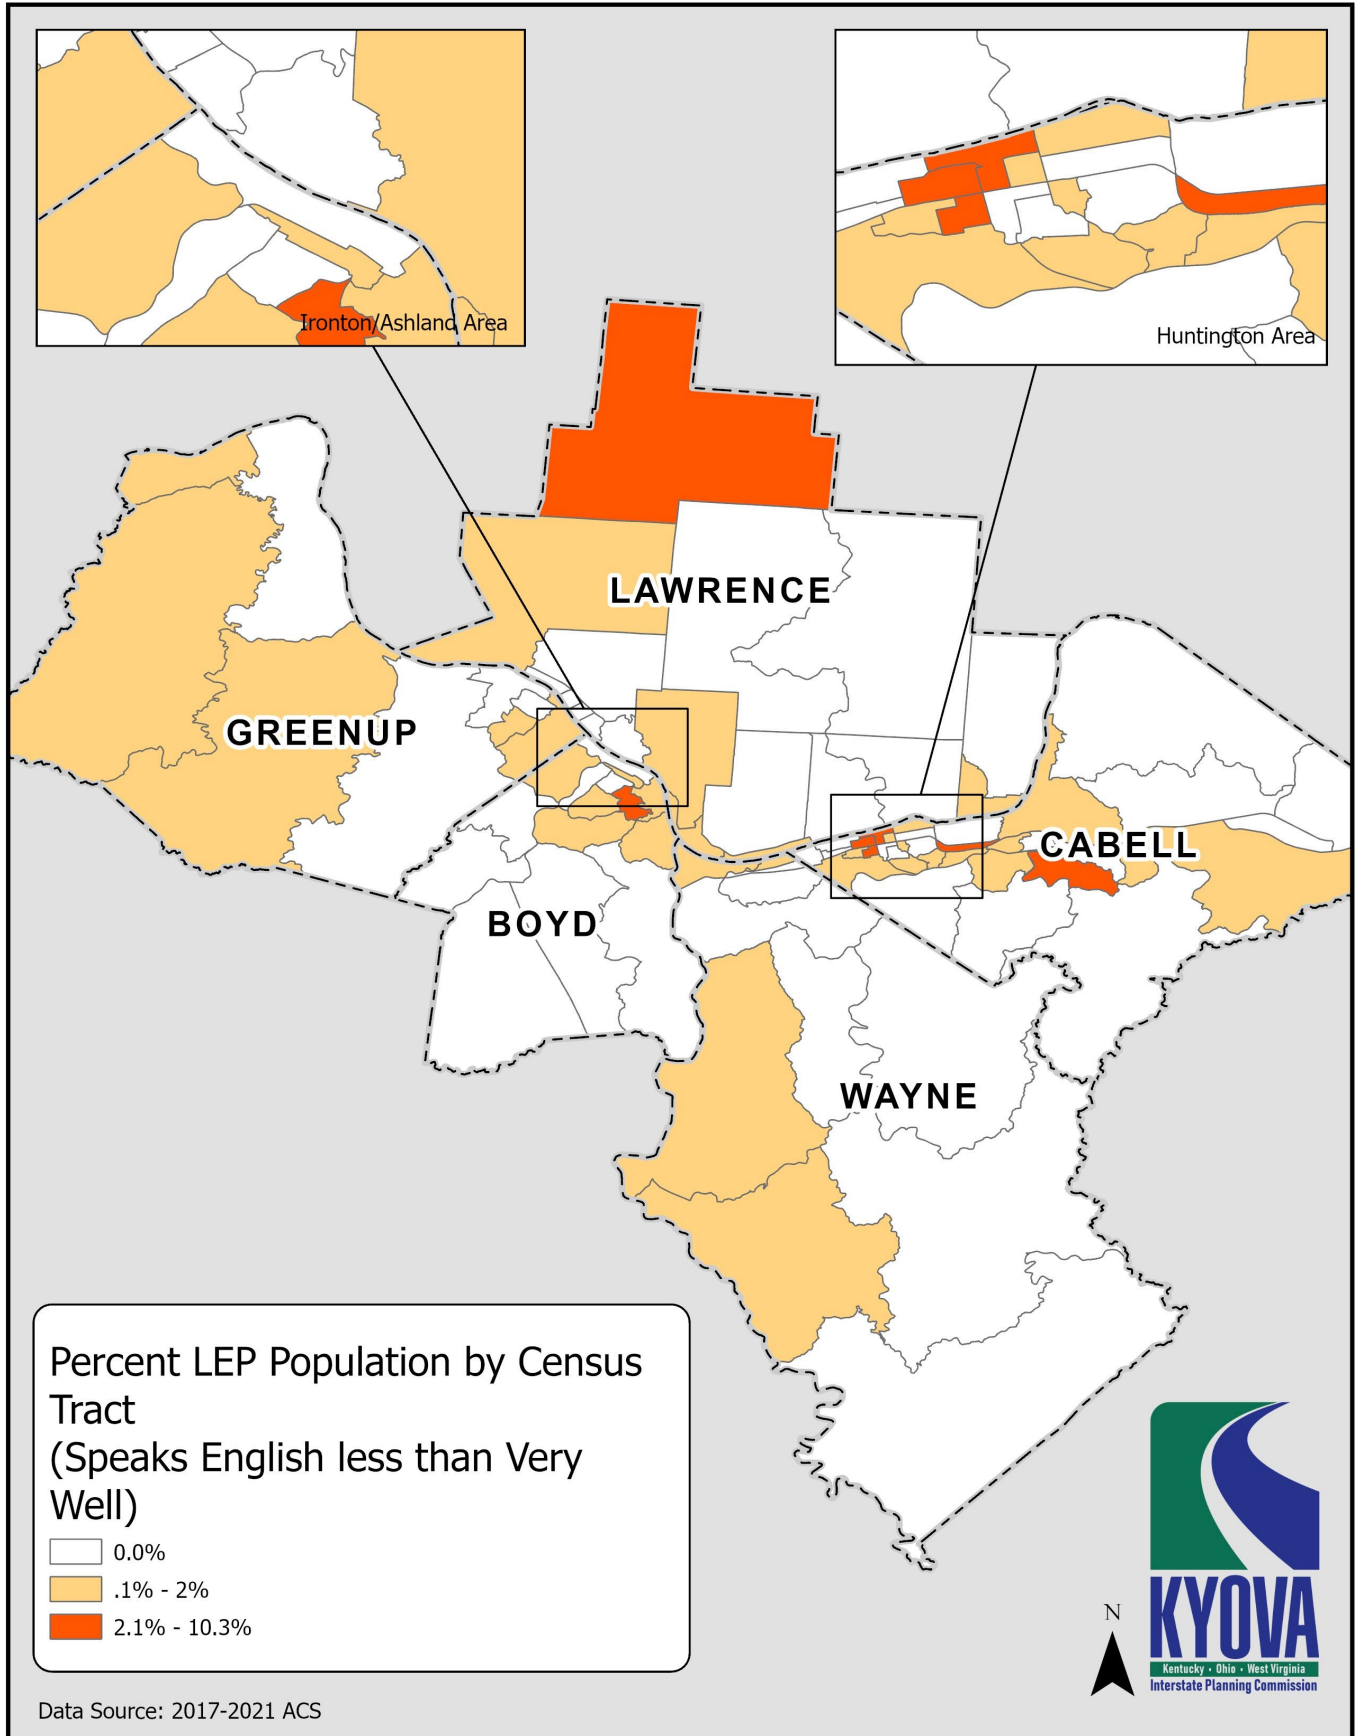 Ironton/Ashland Area
Huntington Area
LAWRENCE
GREENUP
CABELL
BOYD
WAYNE
Percent LEP Population by Census
Tract
(Speaks English less than Very
Well)
0.0%
.1% - 2%
2.1% - 10.3%
N
KYOVA
Kentucky • Ohio • West Virginia
Interstate Planning Commission
Data Source: 2017-2021 ACS